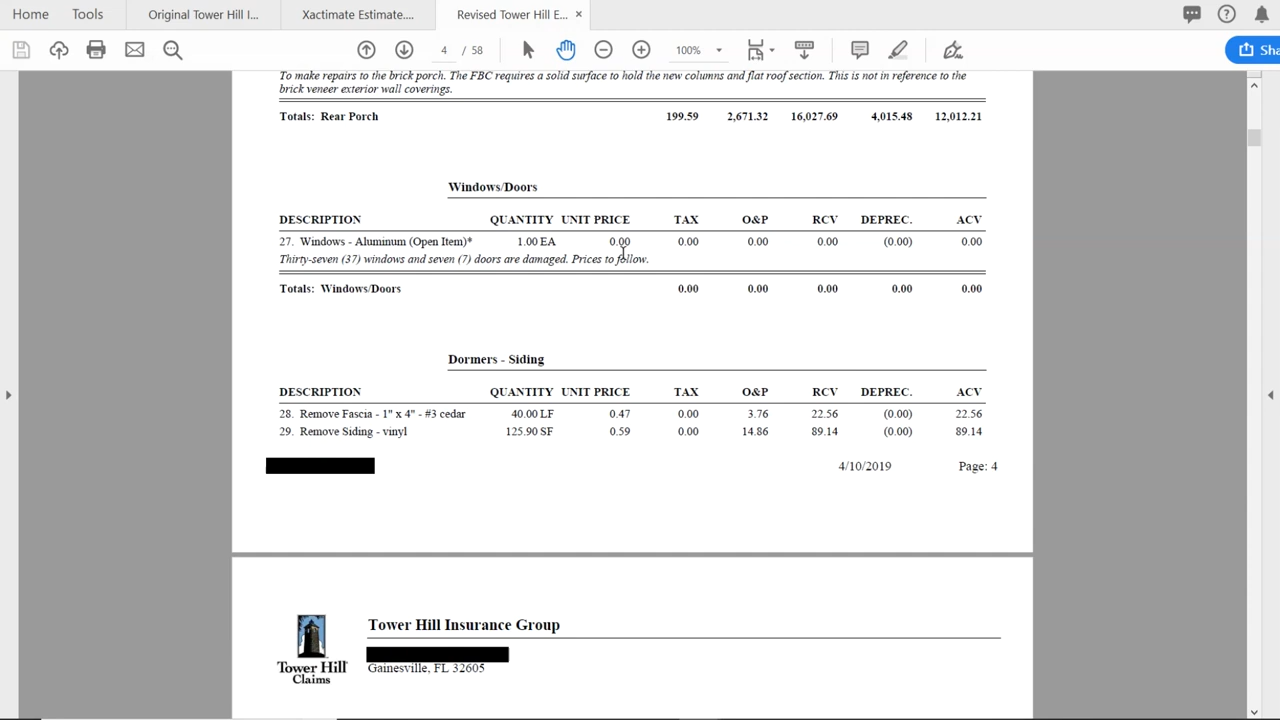 Home Tools Original Tower Hill I... Xactimate Estimate.... Revised Tower Hill E... ×
4 / 58 100% Sha
To make repairs to the brick porch. The FBC requires a solid surface to hold the new columns and flat roof section. This is not in reference to the
brick veneer exterior wall coverings.
Totals: Rear Porch 199.59 2,671.32 16,027.69 4,015.48 12,012.21
Windows/Doors
DESCRIPTION QUANTITY UNIT PRICE TAX O&P RCV DEPREC. ACV
27. Windows - Aluminum (Open Item)* 1.00 EA 0.00 0.00 0.00 0.00 (0.00) 0.00
Thirty-seven (37) windows and seven (7) doors are damaged. Prices to follow.
Totals: Windows/Doors 0.00 0.00 0.00 0.00 0.00
Dormers - Siding
DESCRIPTION QUANTITY UNIT PRICE TAX O&P RCV DEPREC. ACV
28. Remove Fascia - 1" x 4" - #3 cedar 40.00 LF 0.47 0.00 3.76 22.56 (0.00) 22.56
29. Remove Siding - vinyl 125.90 SF 0.59 0.00 14.86 89.14 (0.00) 89.14
4/10/2019 Page: 4
Tower Hill Insurance Group
Gainesville, FL 32605
Tower Hill
Claims